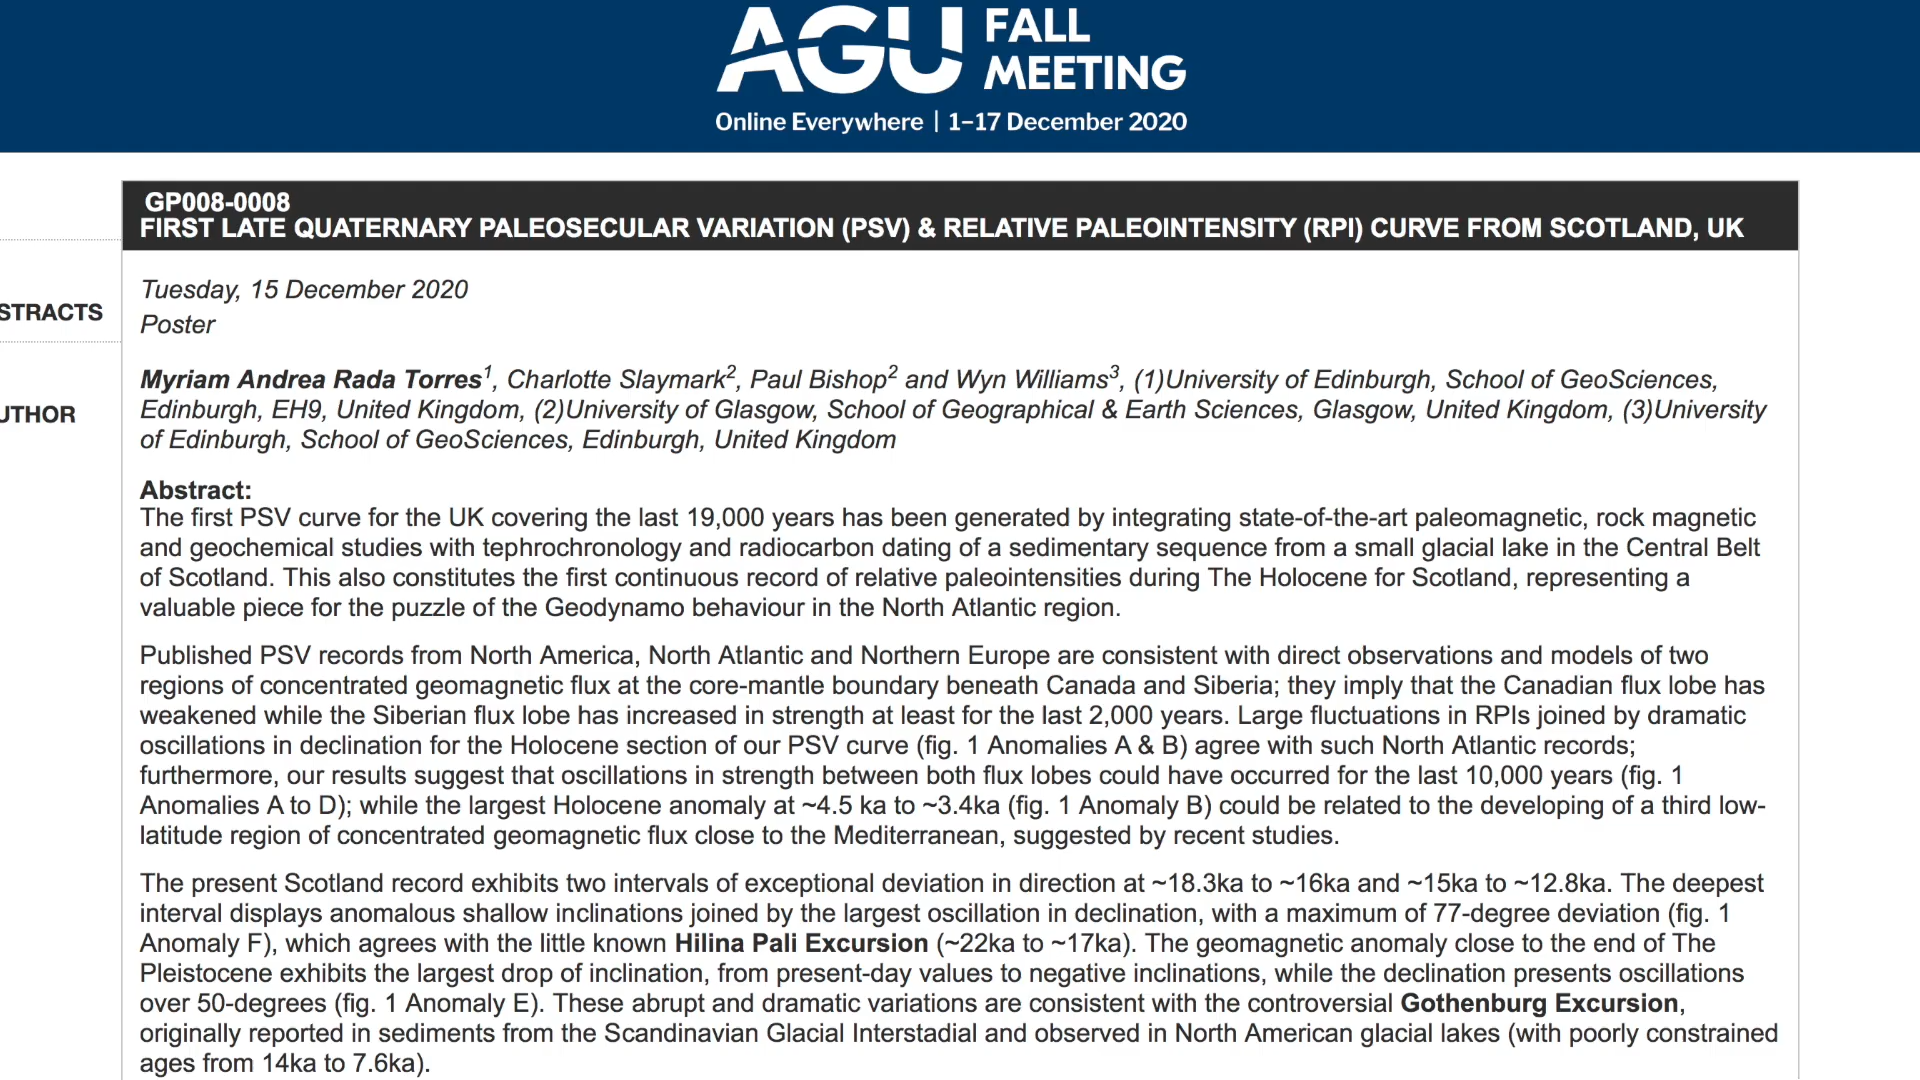 AGU FALL
MEETING
Online Everywhere | 1–17 December 2020
GP008-0008
FIRST LATE QUATERNARY PALEOSECULAR VARIATION (PSV) & RELATIVE PALEOINTENSITY (RPI) CURVE FROM SCOTLAND, UK
Tuesday, 15 December 2020
STRACTS
Poster
Myriam Andrea Rada Torres1, Charlotte Slaymark2, Paul Bishop2 and Wyn Williams3, (1)University of Edinburgh, School of GeoSciences,
UTHOR
Edinburgh, EH9, United Kingdom, (2)University of Glasgow, School of Geographical & Earth Sciences, Glasgow, United Kingdom, (3)University
of Edinburgh, School of GeoSciences, Edinburgh, United Kingdom
Abstract:
The first PSV curve for the UK covering the last 19,000 years has been generated by integrating state-of-the-art paleomagnetic, rock magnetic
and geochemical studies with tephrochronology and radiocarbon dating of a sedimentary sequence from a small glacial lake in the Central Belt
of Scotland. This also constitutes the first continuous record of relative paleointensities during The Holocene for Scotland, representing a
valuable piece for the puzzle of the Geodynamo behaviour in the North Atlantic region.
Published PSV records from North America, North Atlantic and Northern Europe are consistent with direct observations and models of two
regions of concentrated geomagnetic flux at the core-mantle boundary beneath Canada and Siberia; they imply that the Canadian flux lobe has
weakened while the Siberian flux lobe has increased in strength at least for the last 2,000 years. Large fluctuations in RPIs joined by dramatic
oscillations in declination for the Holocene section of our PSV curve (fig. 1 Anomalies A & B) agree with such North Atlantic records;
furthermore, our results suggest that oscillations in strength between both flux lobes could have occurred for the last 10,000 years (fig. 1
Anomalies A to D); while the largest Holocene anomaly at ~4.5 ka to ~3.4ka (fig. 1 Anomaly B) could be related to the developing of a third low-
latitude region of concentrated geomagnetic flux close to the Mediterranean, suggested by recent studies.
The present Scotland record exhibits two intervals of exceptional deviation in direction at ~18.3ka to ~16ka and ~15ka to ~12.8ka. The deepest
interval displays anomalous shallow inclinations joined by the largest oscillation in declination, with a maximum of 77-degree deviation (fig. 1
Anomaly F), which agrees with the little known Hilina Pali Excursion (~22ka to ~17ka). The geomagnetic anomaly close to the end of The
Pleistocene exhibits the largest drop of inclination, from present-day values to negative inclinations, while the declination presents oscillations
over 50-degrees (fig. 1 Anomaly E). These abrupt and dramatic variations are consistent with the controversial Gothenburg Excursion,
originally reported in sediments from the Scandinavian Glacial Interstadial and observed in North American glacial lakes (with poorly constrained
ages from 14ka to 7.6ka).